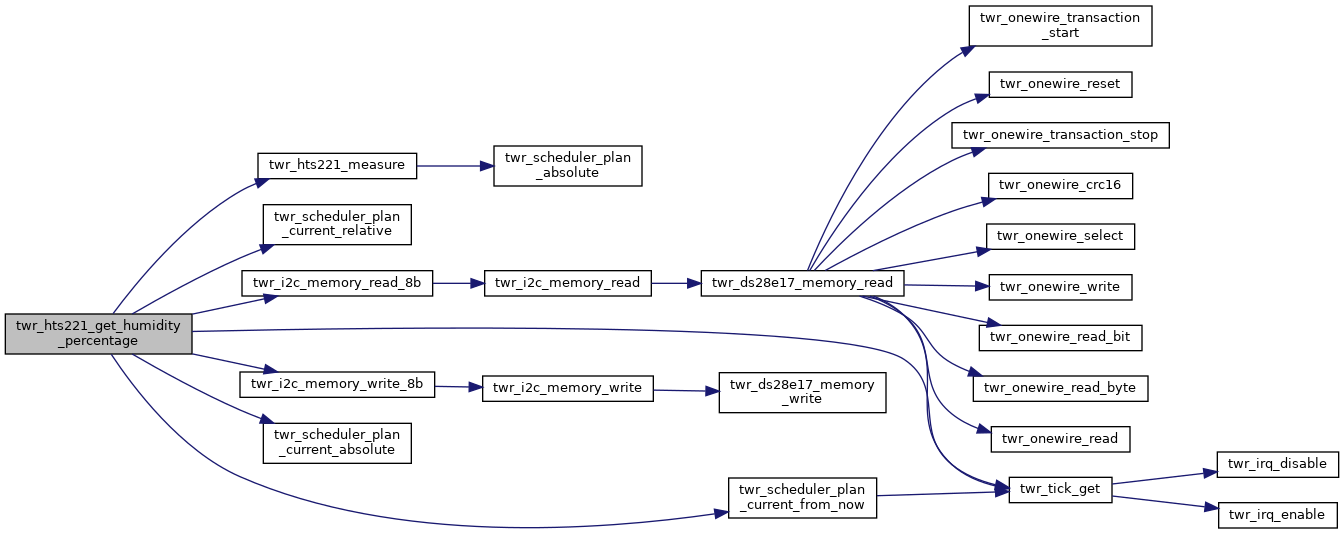 twr_hts221_get_humidity
_percentage
twr_hts221_measure
twr_scheduler_plan
_current_relative
twr_i2c_memory_read_8b
twr_i2c_memory_write_8b
twr_scheduler_plan
_current_absolute
twr_scheduler_plan
_absolute
twr_i2c_memory_read
twr_i2c_memory_write
twr_ds28e17_memory_read
twr_ds28e17_memory
_write
twr_scheduler_plan
_current_from_now
twr_onewire_transaction
_start
twr_onewire_reset
twr_onewire_transaction_stop
twr_onewire_crc16
twr_onewire_select
twr_onewire_write
twr_onewire_read_bit
twr_onewire_read_byte
twr_onewire_read
twr_tick_get
twr_irq_disable
twr_irq_enable